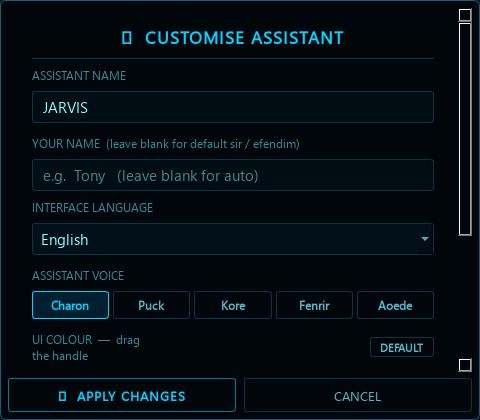 CUSTOMISE ASSISTANT
ASSISTANT NAME
JARVIS
YOUR NAME (leave blank for default sir / efendim)
e.g. Tony (leave blank for auto)
INTERFACE LANGUAGE
English
ASSISTANT VOICE
Charon Puck Kore Fenrir Aoede
UI COLOUR — drag
the handle
DEFAULT
APPLY CHANGES CANCEL